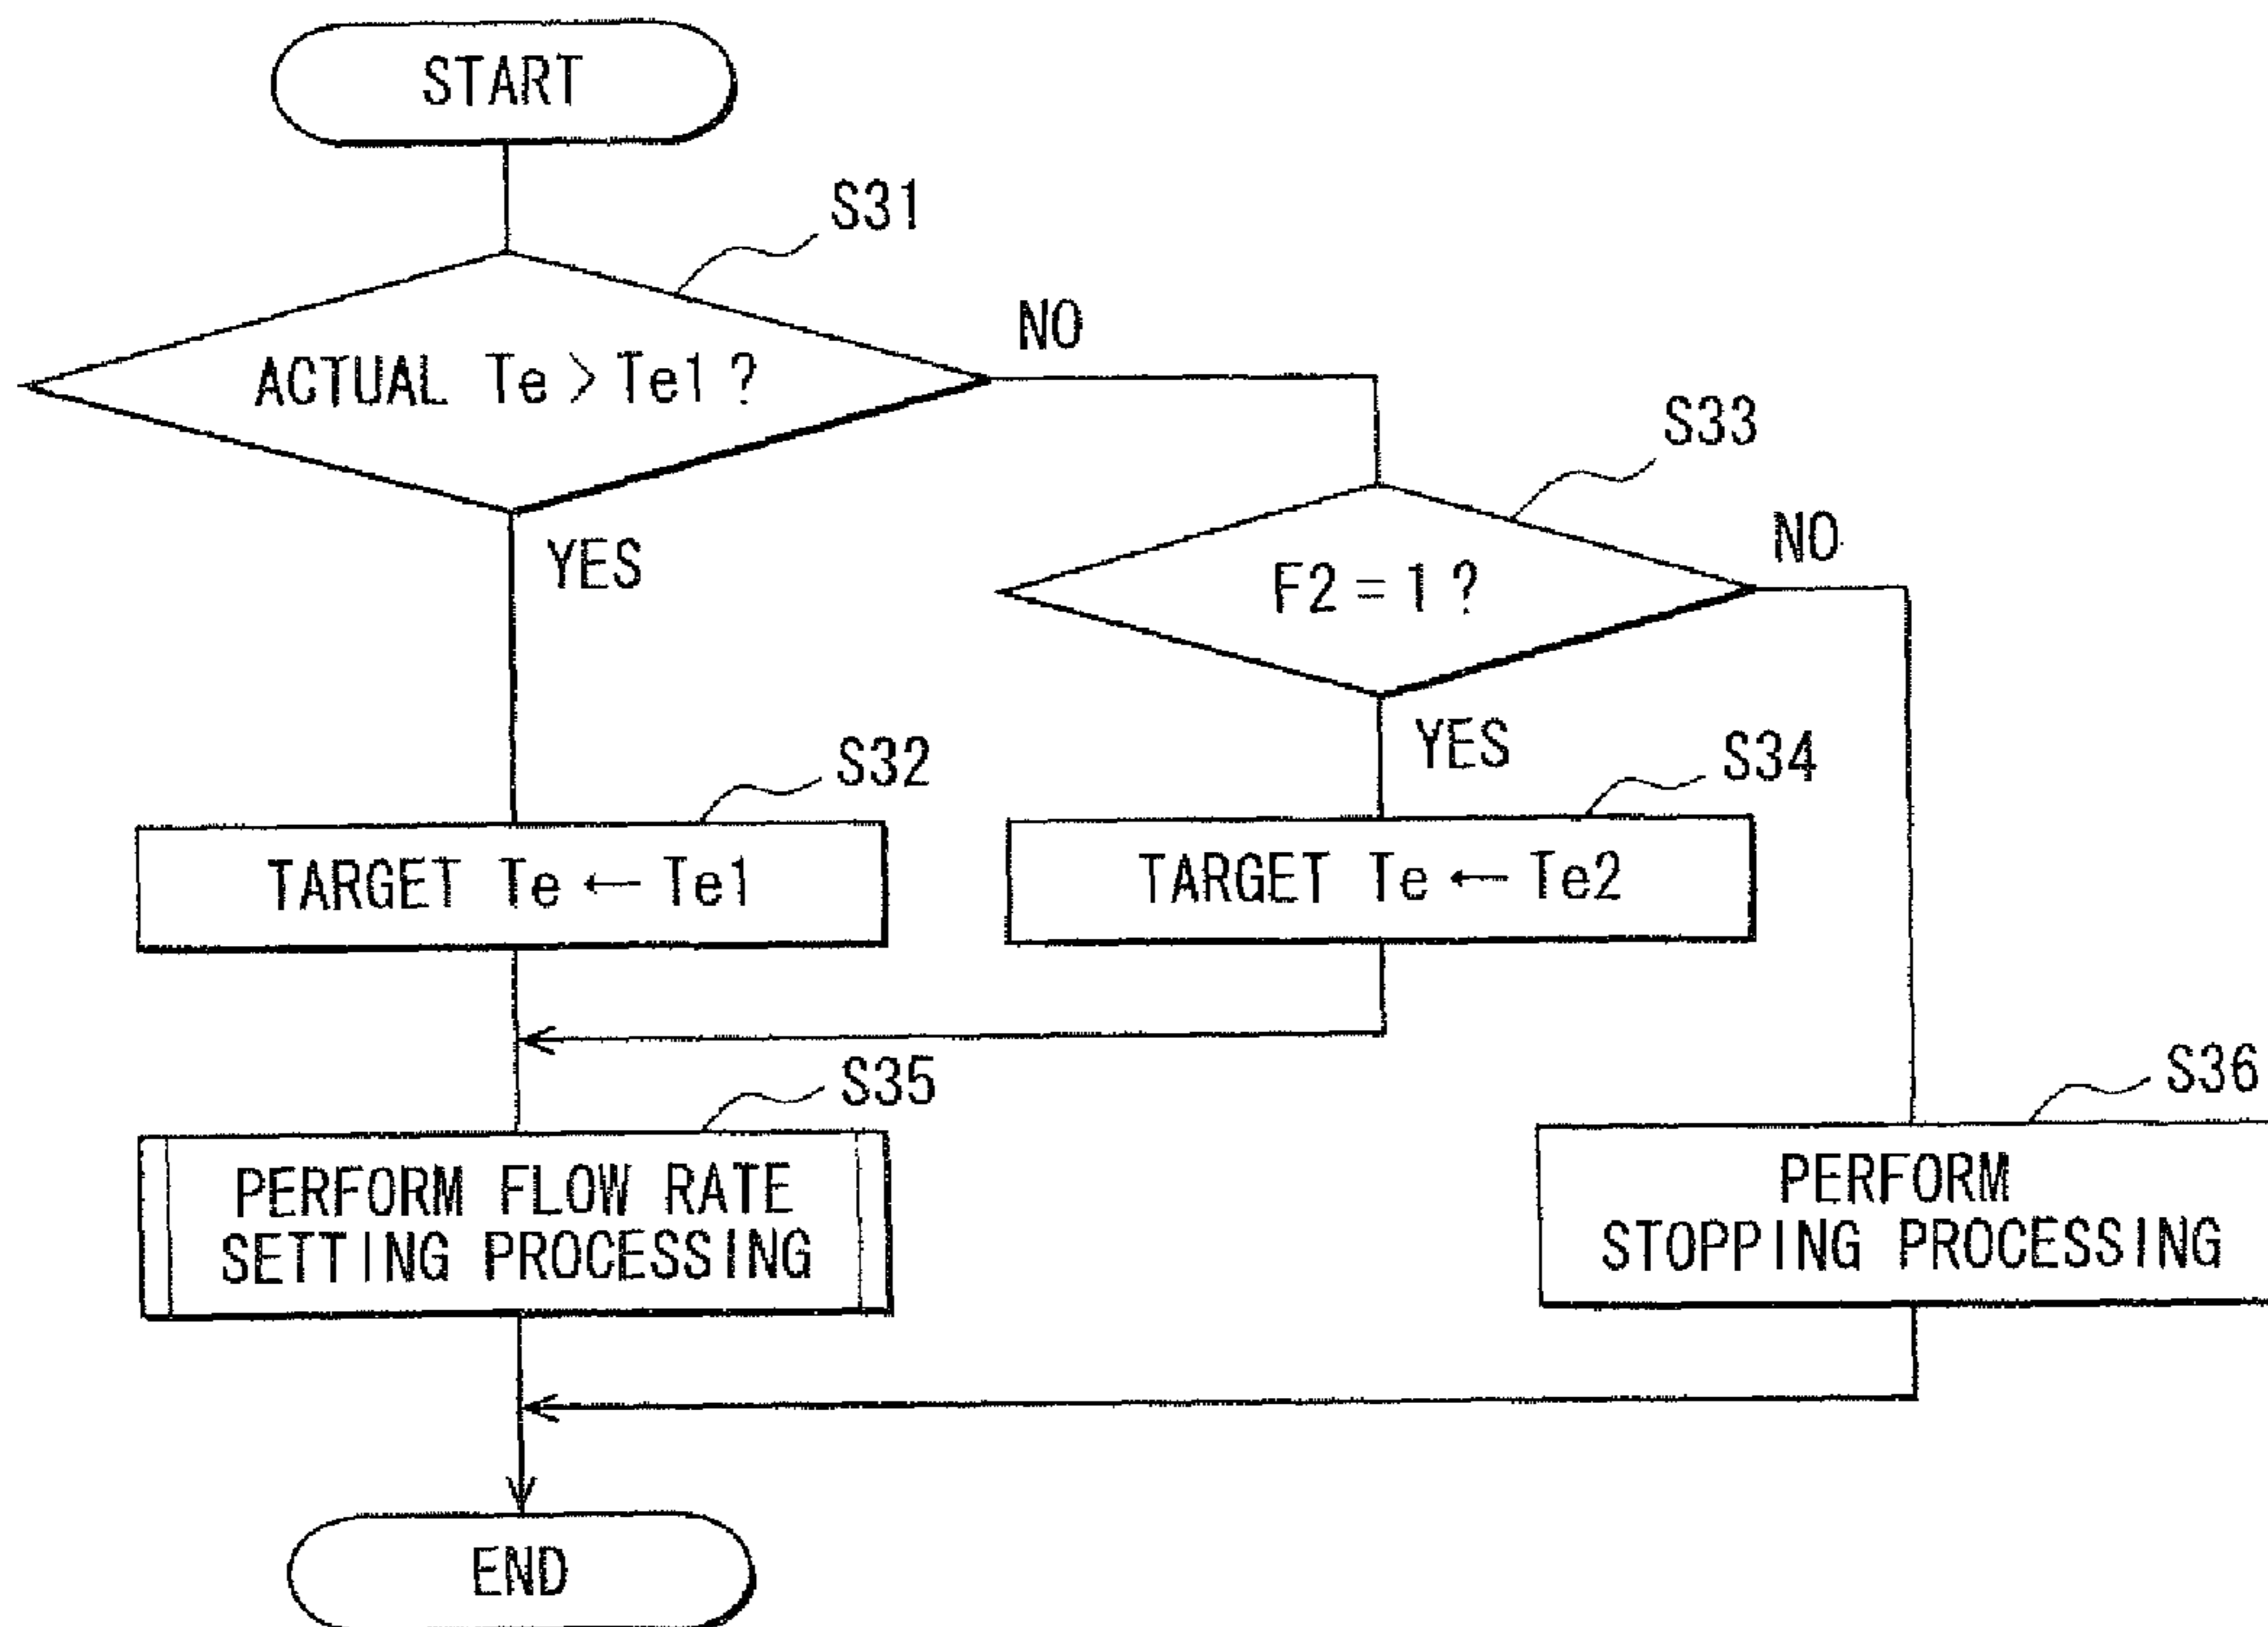 START
S31
ACTUAL Te > Te1 ?
NO
YES
S33
F2 = 1 ?
NO
YES
S32
TARGET Te ← Te1
S34
TARGET Te ← Te2
S35
PERFORM FLOW RATE
SETTING PROCESSING
S36
PERFORM
STOPPING PROCESSING
END